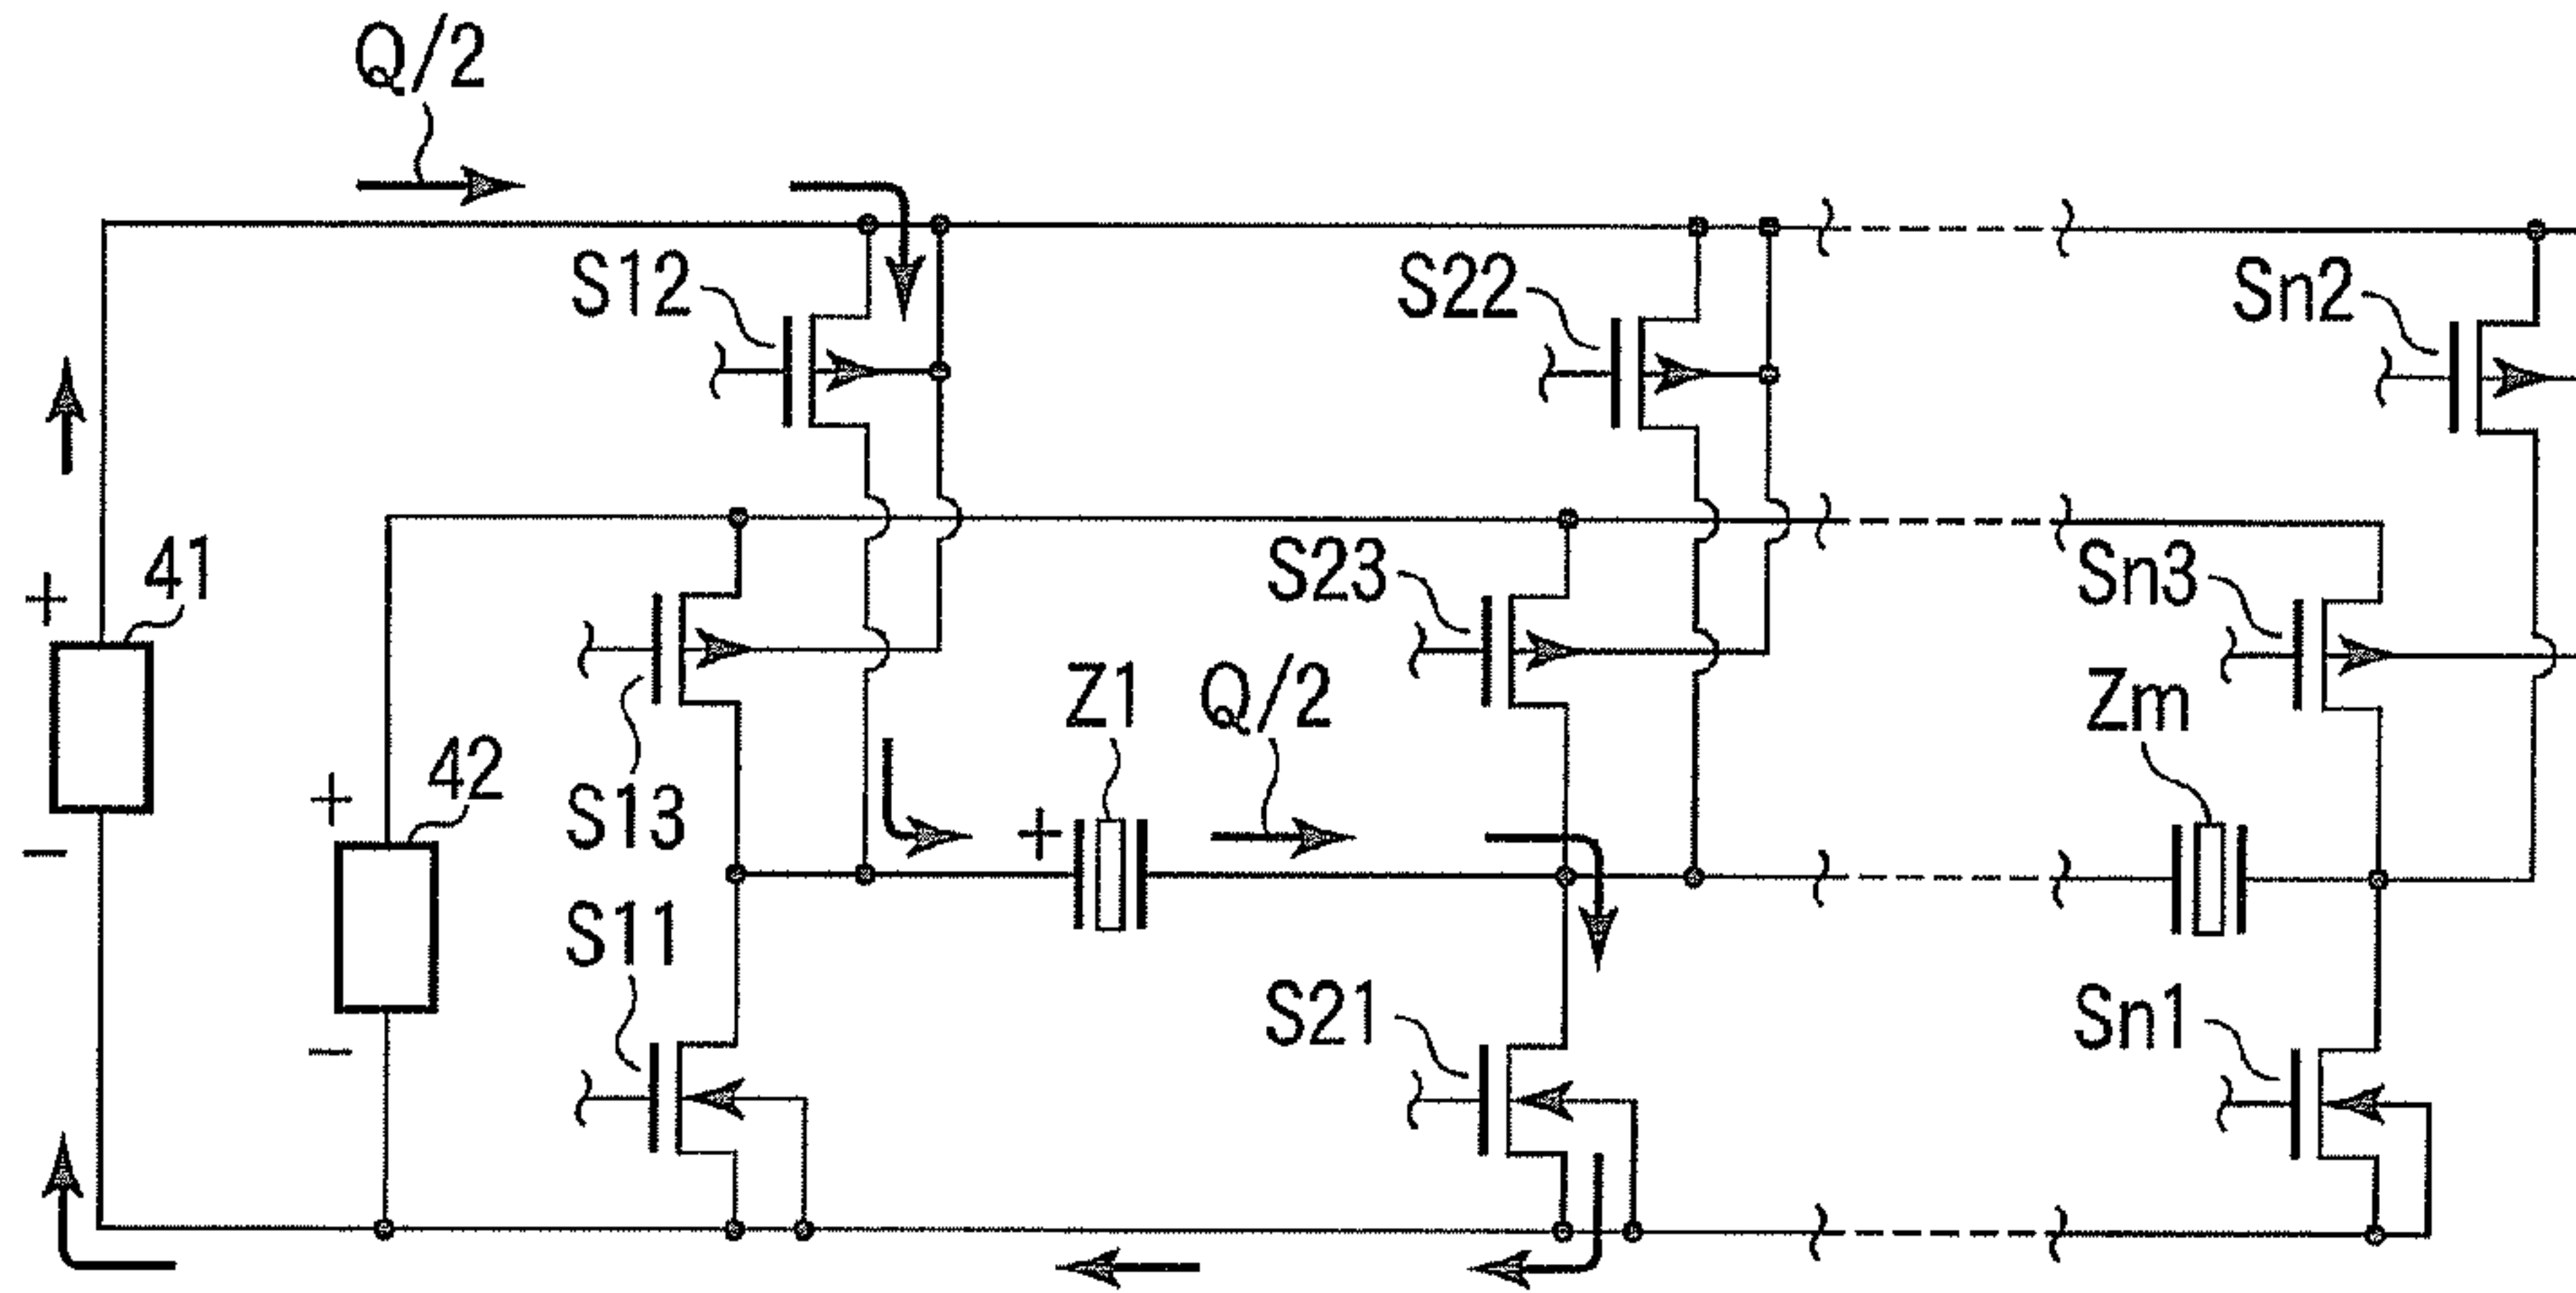 Q/2
S12
S22
Sn2
41
+
S23
Sn3
Z1
Q/2
Zm
42
+
S13
+
−
S11
S21
Sn1
−